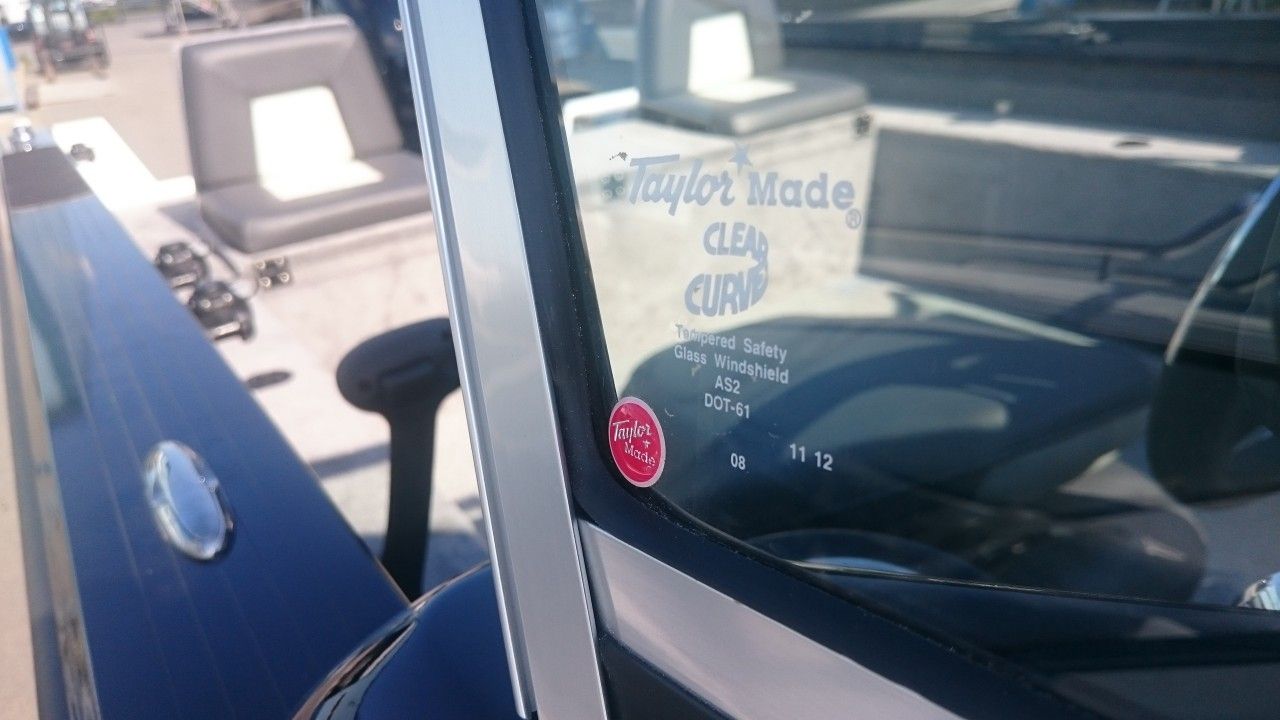 Taylor Made®
CLEAR
CURVE
Tempered Safety
Glass Windshield
AS2
DOT-61
Taylor
Made
08
11 12